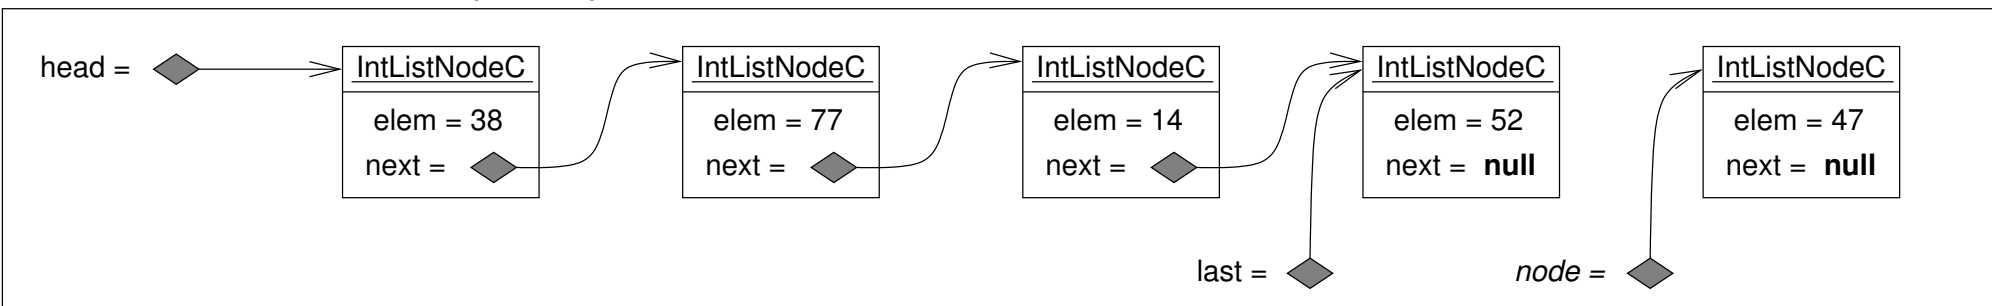 head =
IntListNodeC
elem = 38
next =
IntListNodeC
elem = 77
next =
IntListNodeC
elem = 14
next =
IntListNodeC
elem = 52
next = null
IntListNodeC
elem = 47
next = null
last =
node =